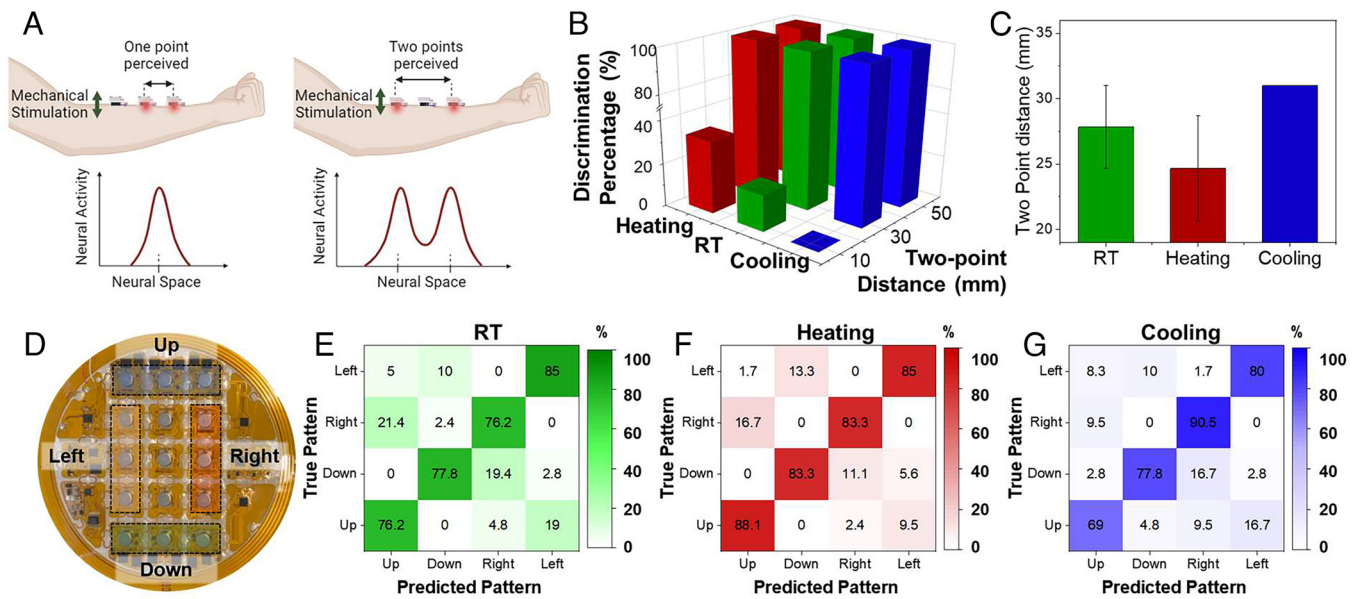 A
One point
perceived
Mechanical
Stimulation
Neural Activity
Neural Space
Two points
perceived
Mechanical
Stimulation
Neural Activity
Neural Space
B
Discrimination
Percentage (%)
100
80
40
20
0
Heating
RT
Cooling
10
30
50
Two-point
Distance (mm)
C
Two Point distance (mm)
35
30
25
20
RT
Heating
Cooling
D
Up
Left
Right
Down
E
RT
%
True Pattern
Left
5
10
0
85
Right
21.4
2.4
76.2
0
Down
0
77.8
19.4
2.8
Up
76.2
0
4.8
19
Up
Down
Right
Left
Predicted Pattern
100
80
60
40
20
0
F
Heating
%
True Pattern
Left
1.7
13.3
0
85
Right
16.7
0
83.3
0
Down
0
83.3
11.1
5.6
Up
88.1
0
2.4
9.5
Up
Down
Right
Left
Predicted Pattern
100
80
60
40
20
0
G
Cooling
%
True Pattern
Left
8.3
10
1.7
80
Right
9.5
0
90.5
0
Down
2.8
77.8
16.7
2.8
Up
69
4.8
9.5
16.7
Up
Down
Right
Left
Predicted Pattern
100
80
60
40
20
0